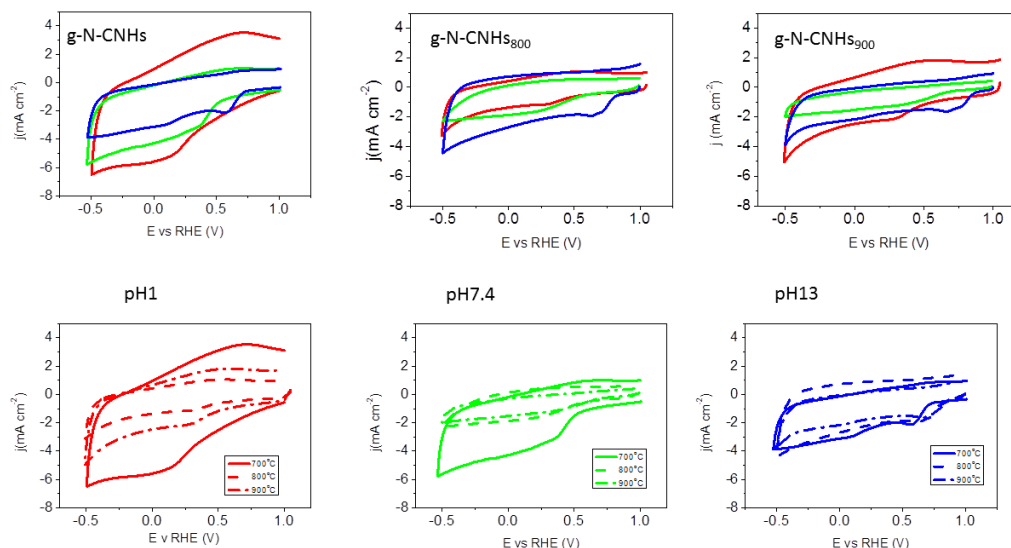 g-N-CNHs
4
2
0
-2
-4
-6
-8
j(mA cm-2)
-0.5 0.0 0.5 1.0
E vs RHE (V)
g-N-CNHs800
4
2
0
-2
-4
-6
-8
j(mA cm-2)
-0.5 0.0 0.5 1.0
E vs RHE (V)
g-N-CNHs900
4
2
0
-2
-4
-6
-8
j (mA cm-2)
-0.5 0.0 0.5 1.0
E vs RHE (V)
pH1
4
2
0
-2
-4
-6
-8
j(mA cm-2)
700°C
800°C
900°C
-0.5 0.0 0.5 1.0
E v RHE (V)
pH7.4
4
2
0
-2
-4
-6
-8
j(mA cm-2)
700°C
800°C
900°C
-0.5 0.0 0.5 1.0
E vs RHE (V)
pH13
4
2
0
-2
-4
-6
-8
j(mA cm-2)
700°C
800°C
900°C
-0.5 0.0 0.5 1.0
E vs RHE (V)